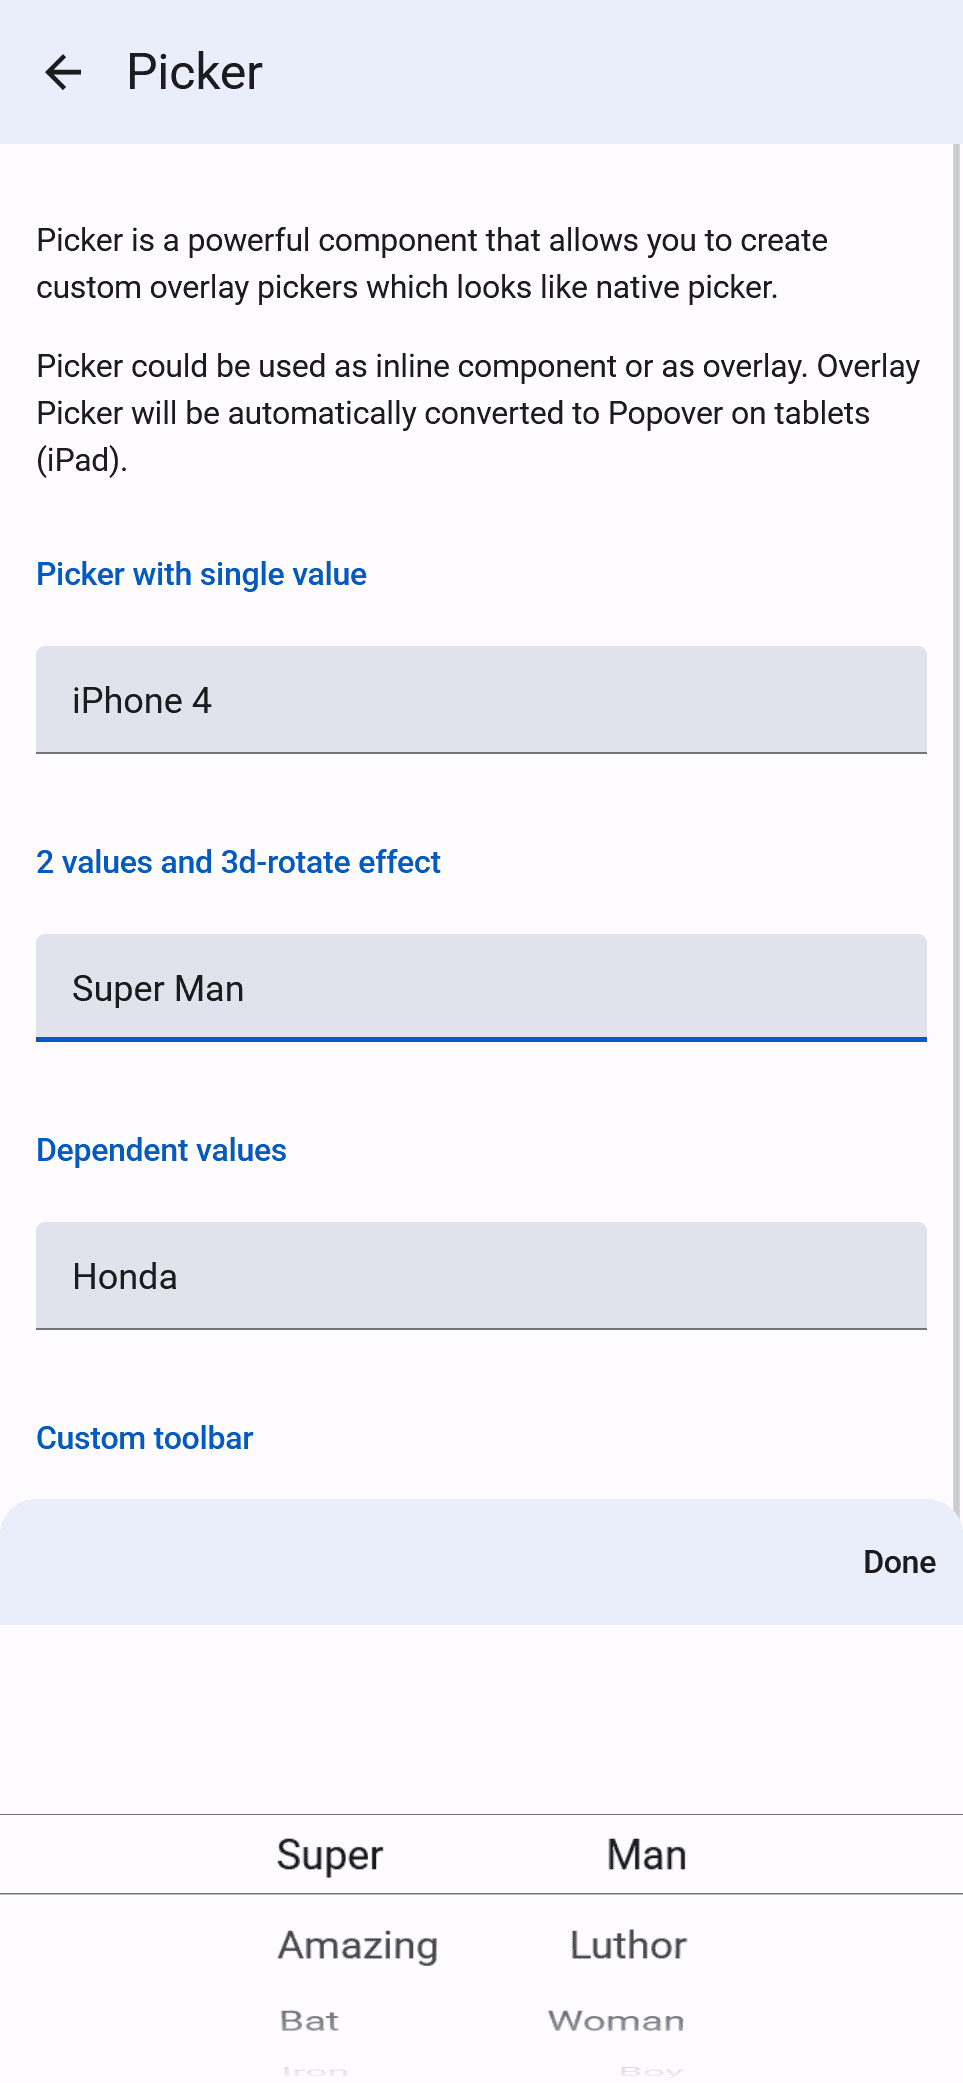 Picker
Picker is a powerful component that allows you to create
custom overlay pickers which looks like native picker.
Picker could be used as inline component or as overlay. Overlay
Picker will be automatically converted to Popover on tablets
(iPad).
Picker with single value
iPhone 4
2 values and 3d-rotate effect
Super Man
Dependent values
Honda
Custom toolbar
Done
Super Man
Amazing Luthor
Bat Woman
Iron Boy